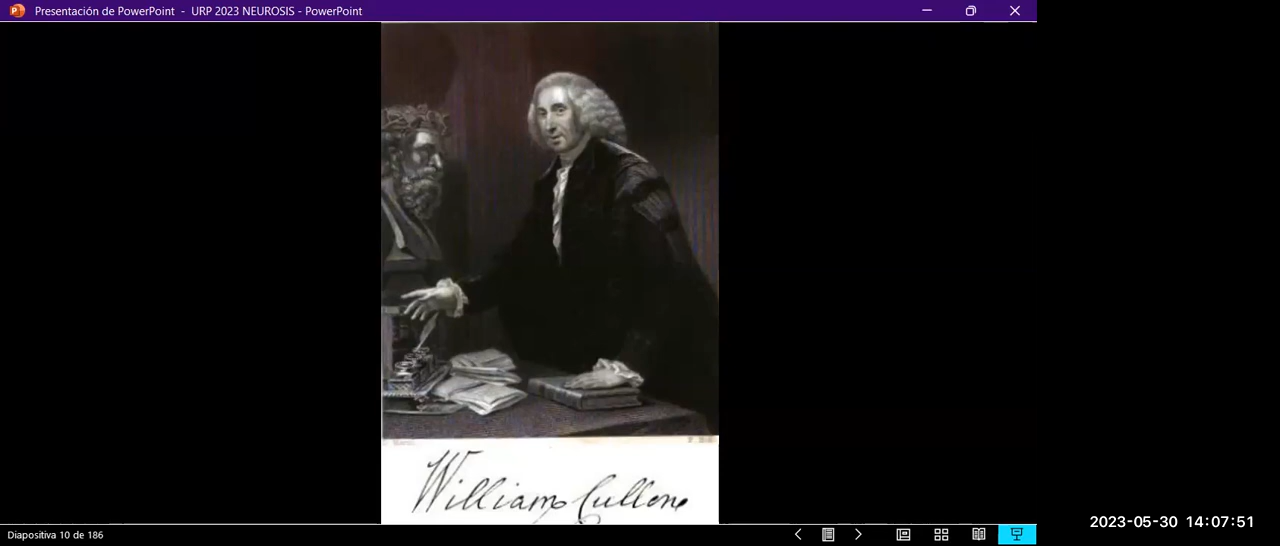 Presentación de PowerPoint - URP 2023 NEUROSIS - PowerPoint
William Cullen
Diapositiva 10 de 186
2023-05-30 14:07:51